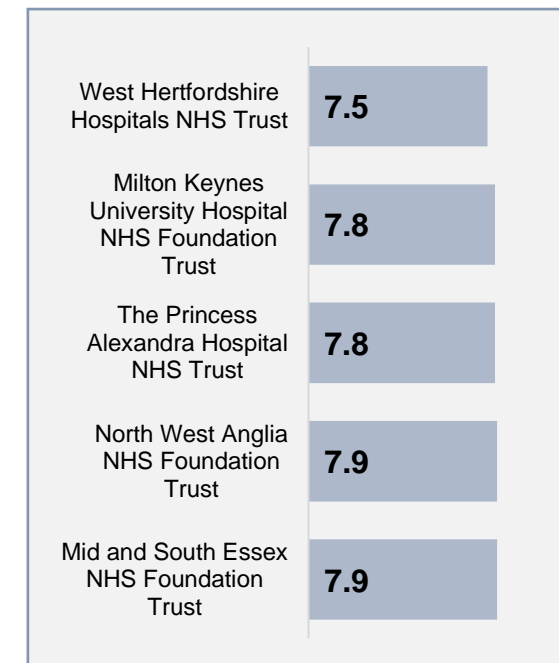 West Hertfordshire
Hospitals NHS Trust
7.5
Milton Keynes
University Hospital
NHS Foundation
Trust
7.8
The Princess
Alexandra Hospital
NHS Trust
7.8
North West Anglia
NHS Foundation
Trust
7.9
Mid and South Essex
NHS Foundation
Trust
7.9